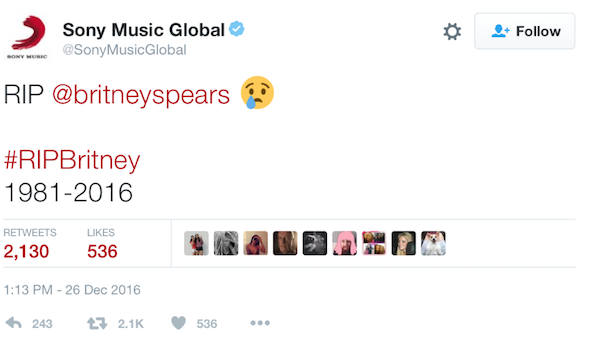 Sony Music Global
Follow
SONY MUSIC
@SonyMusicGlobal
RIP @britneyspears 😢
#RIPBritney
1981-2016
RETWEETS LIKES
2,130 536
1:13 PM - 26 Dec 2016
243 2.1K 536